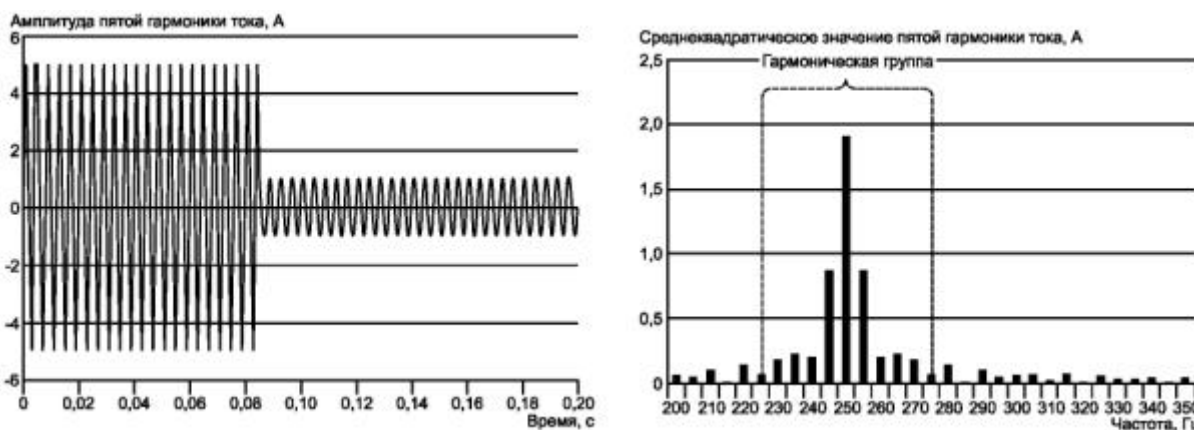 Амплитуда пятой гармоники тока, А
6
4
2
0
-2
-4
-6
0 0,02 0,04 0,06 0,08 0,10 0,12 0,14 0,16 0,18 0,20
Время, с
Среднеквадратическое значение пятой гармоники тока, А
2,5
Гармоническая группа
2,0
1,5
1,0
0,5
0
200 210 220 230 240 250 260 270 280 290 300 310 320 330 340 350
Частота, Гц